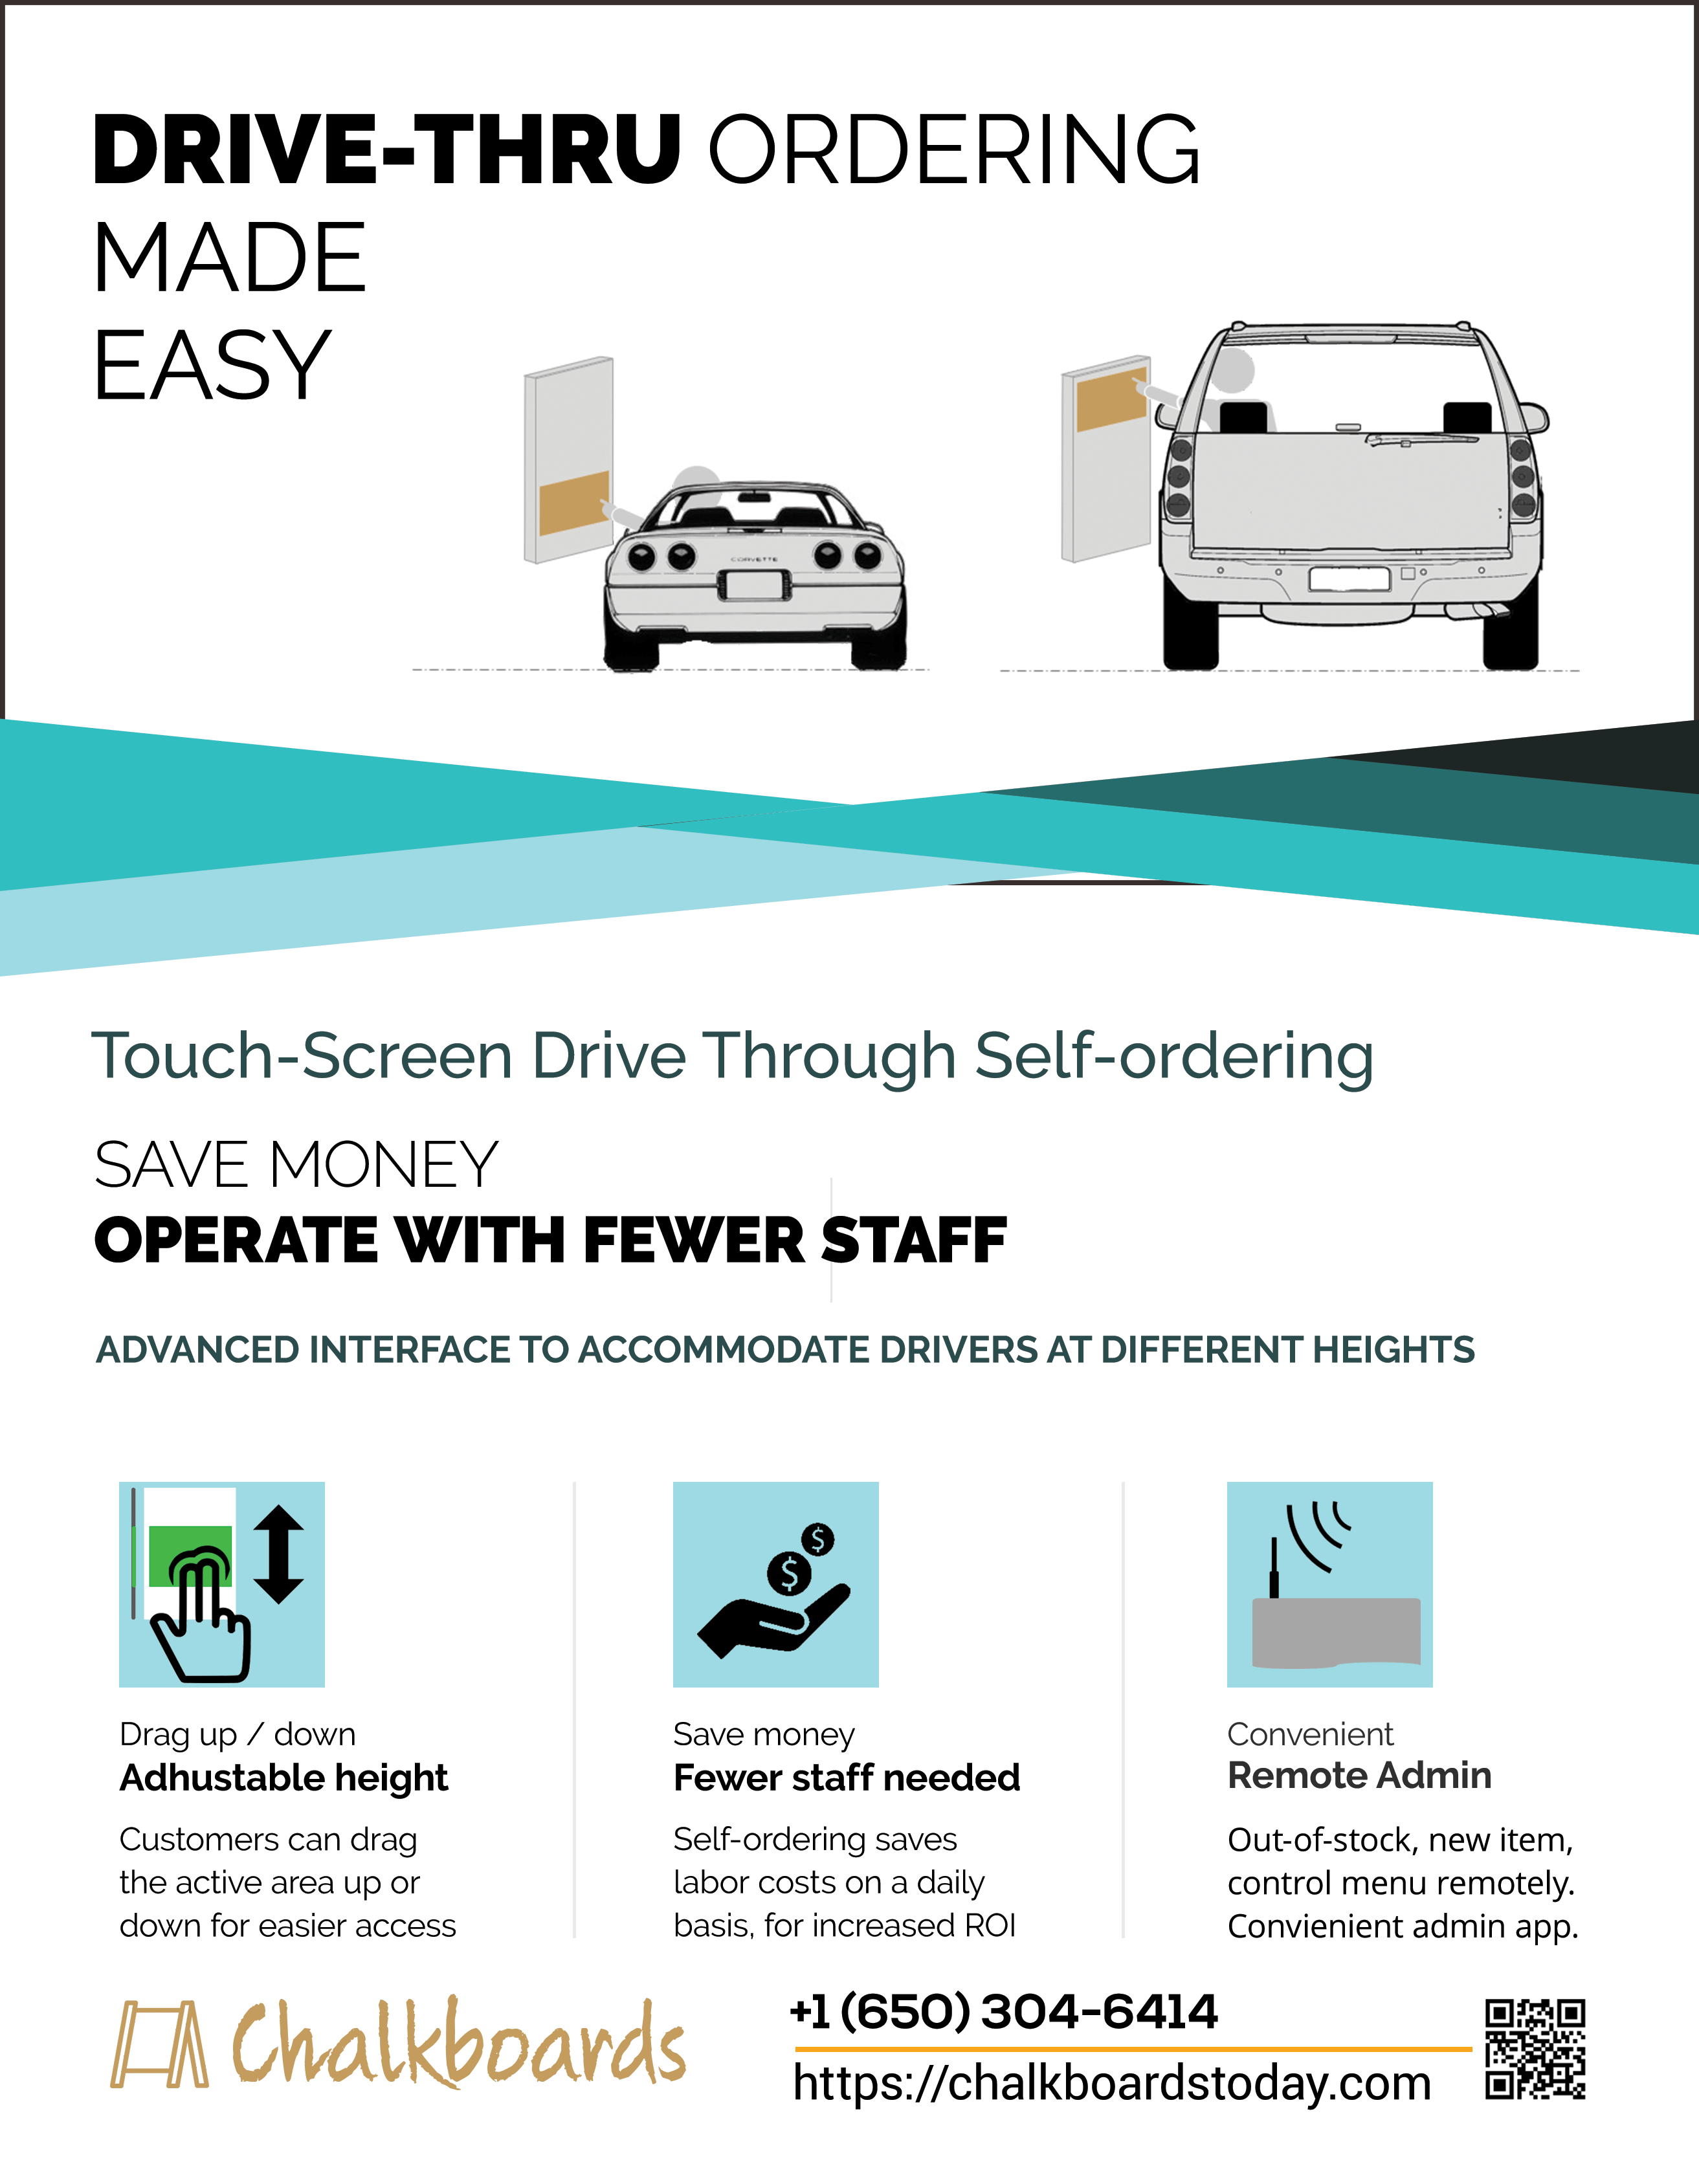 DRIVE-THRU ORDERING
MADE
EASY
CORVETTE
Touch-Screen Drive Through Self-ordering
SAVE MONEY
OPERATE WITH FEWER STAFF
ADVANCED INTERFACE TO ACCOMMODATE DRIVERS AT DIFFERENT HEIGHTS
$
$
Drag up / down
Adhustable height
Customers can drag
the active area up or
down for easier access
Save money
Fewer staff needed
Self-ordering saves
labor costs on a daily
basis, for increased ROI
Convenient
Remote Admin
Out-of-stock, new item,
control menu remotely.
Convienient admin app.
Chalkboards
+1 (650) 304-6414
https://chalkboardstoday.com